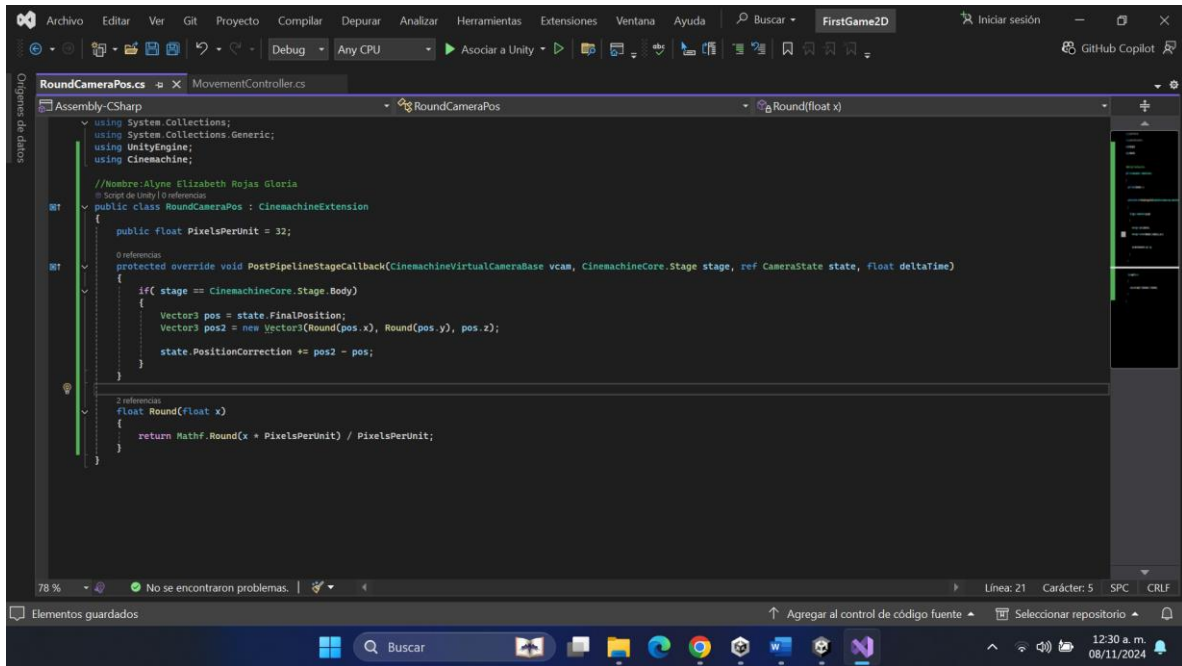 Archivo Editar Ver Git Proyecto Compilar Depurar Analizar Herramientas Extensiones Ventana Ayuda Buscar FirstGame2D Iniciar sesión
Debug Any CPU Asociar a Unity GitHub Copilot
Orígenes de datos
RoundCameraPos.cs MovementController.cs
Assembly-CSharp RoundCameraPos Round(float x)
using System.Collections;
using System.Collections.Generic;
using UnityEngine;
using Cinemachine;
//Nombre:Alyne Elizabeth Rojas Gloria
Script de Unity | 0 referencias
public class RoundCameraPos : CinemachineExtension
{
public float PixelsPerUnit = 32;
0 referencias
protected override void PostPipelineStageCallback(CinemachineVirtualCameraBase vcam, CinemachineCore.Stage stage, ref CameraState state, float deltaTime)
{
if( stage == CinemachineCore.Stage.Body)
{
Vector3 pos = state.FinalPosition;
Vector3 pos2 = new Vector3(Round(pos.x), Round(pos.y), pos.z);
state.PositionCorrection += pos2 - pos;
}
}
2 referencias
float Round(float x)
{
return Mathf.Round(x * PixelsPerUnit) / PixelsPerUnit;
}
}
78 % No se encontraron problemas. Línea: 21 Carácter: 5 SPC CRLF
Elementos guardados Agregar al control de código fuente Seleccionar repositorio
Buscar 12:30 a. m.
08/11/2024